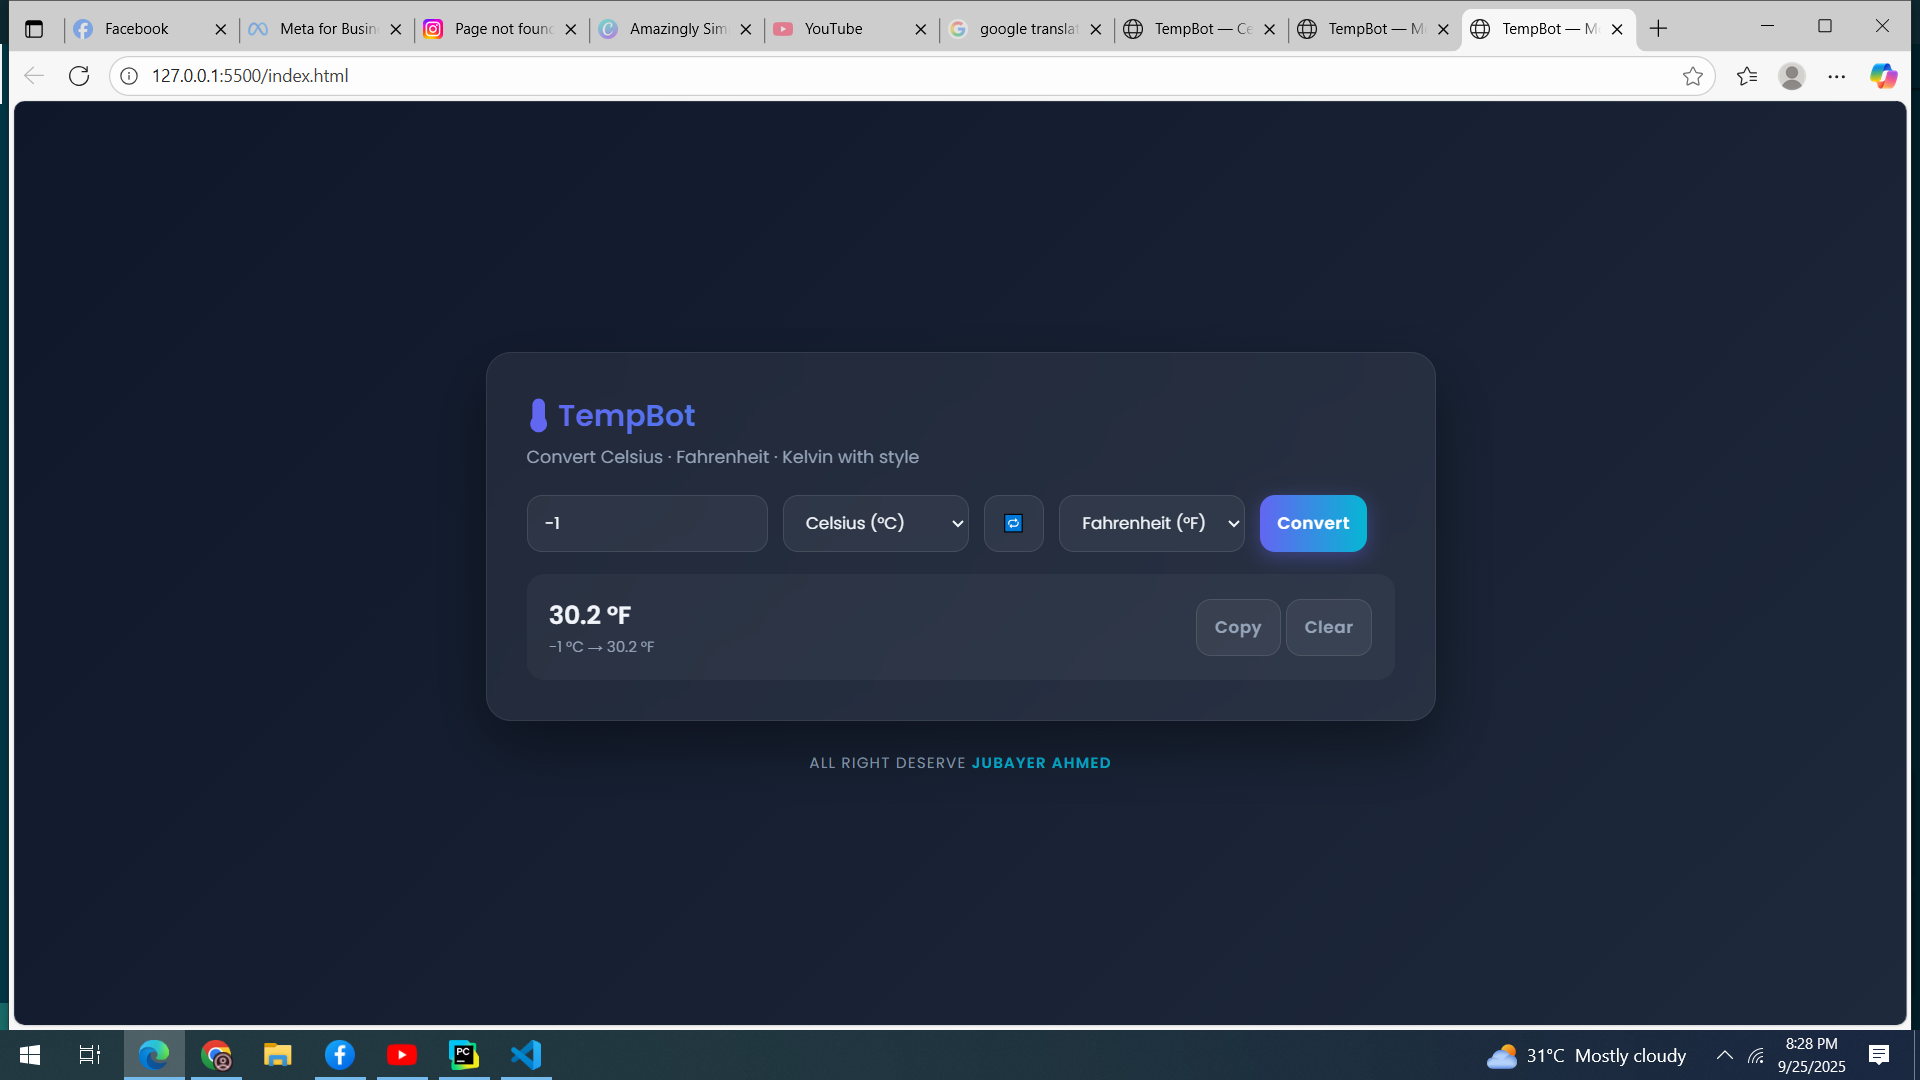 Facebook
Meta for Busin
Page not found
Amazingly Sim
YouTube
google translat
TempBot — Ce
TempBot — M
TempBot — M
127.0.0.1:5500/index.html
TempBot
Convert Celsius · Fahrenheit · Kelvin with style
-1
Celsius (°C)
Fahrenheit (°F)
Convert
30.2 °F
-1 °C → 30.2 °F
Copy
Clear
ALL RIGHT DESERVE JUBAYER AHMED
PC
31°C Mostly cloudy
8:28 PM
9/25/2025